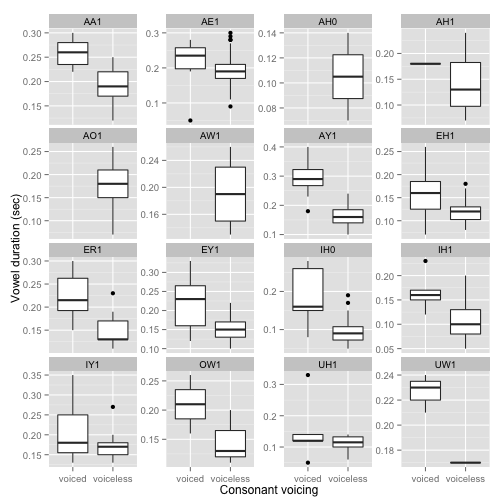 AA1 AE1 AH0 AH1
0.30 0.25 0.20 0.15
0.3 0.2 0.1
0.14 0.12 0.10 0.08
0.20 0.15 0.10
AO1 AW1 AY1 EH1
0.25 0.20 0.15 0.10
0.24 0.20 0.16
0.4 0.3 0.2 0.1
0.25 0.20 0.15 0.10
Vowel duration (sec)
ER1 EY1 IH0 IH1
0.30 0.25 0.20 0.15
0.30 0.25 0.20 0.15 0.10
0.2 0.1
0.20 0.15 0.10 0.05
IY1 OW1 UH1 UW1
0.35 0.30 0.25 0.20 0.15
0.25 0.20 0.15
0.3 0.2 0.1
0.22 0.20 0.18
voiced voiceless voiced voiceless voiced voiceless voiced voiceless
Consonant voicing